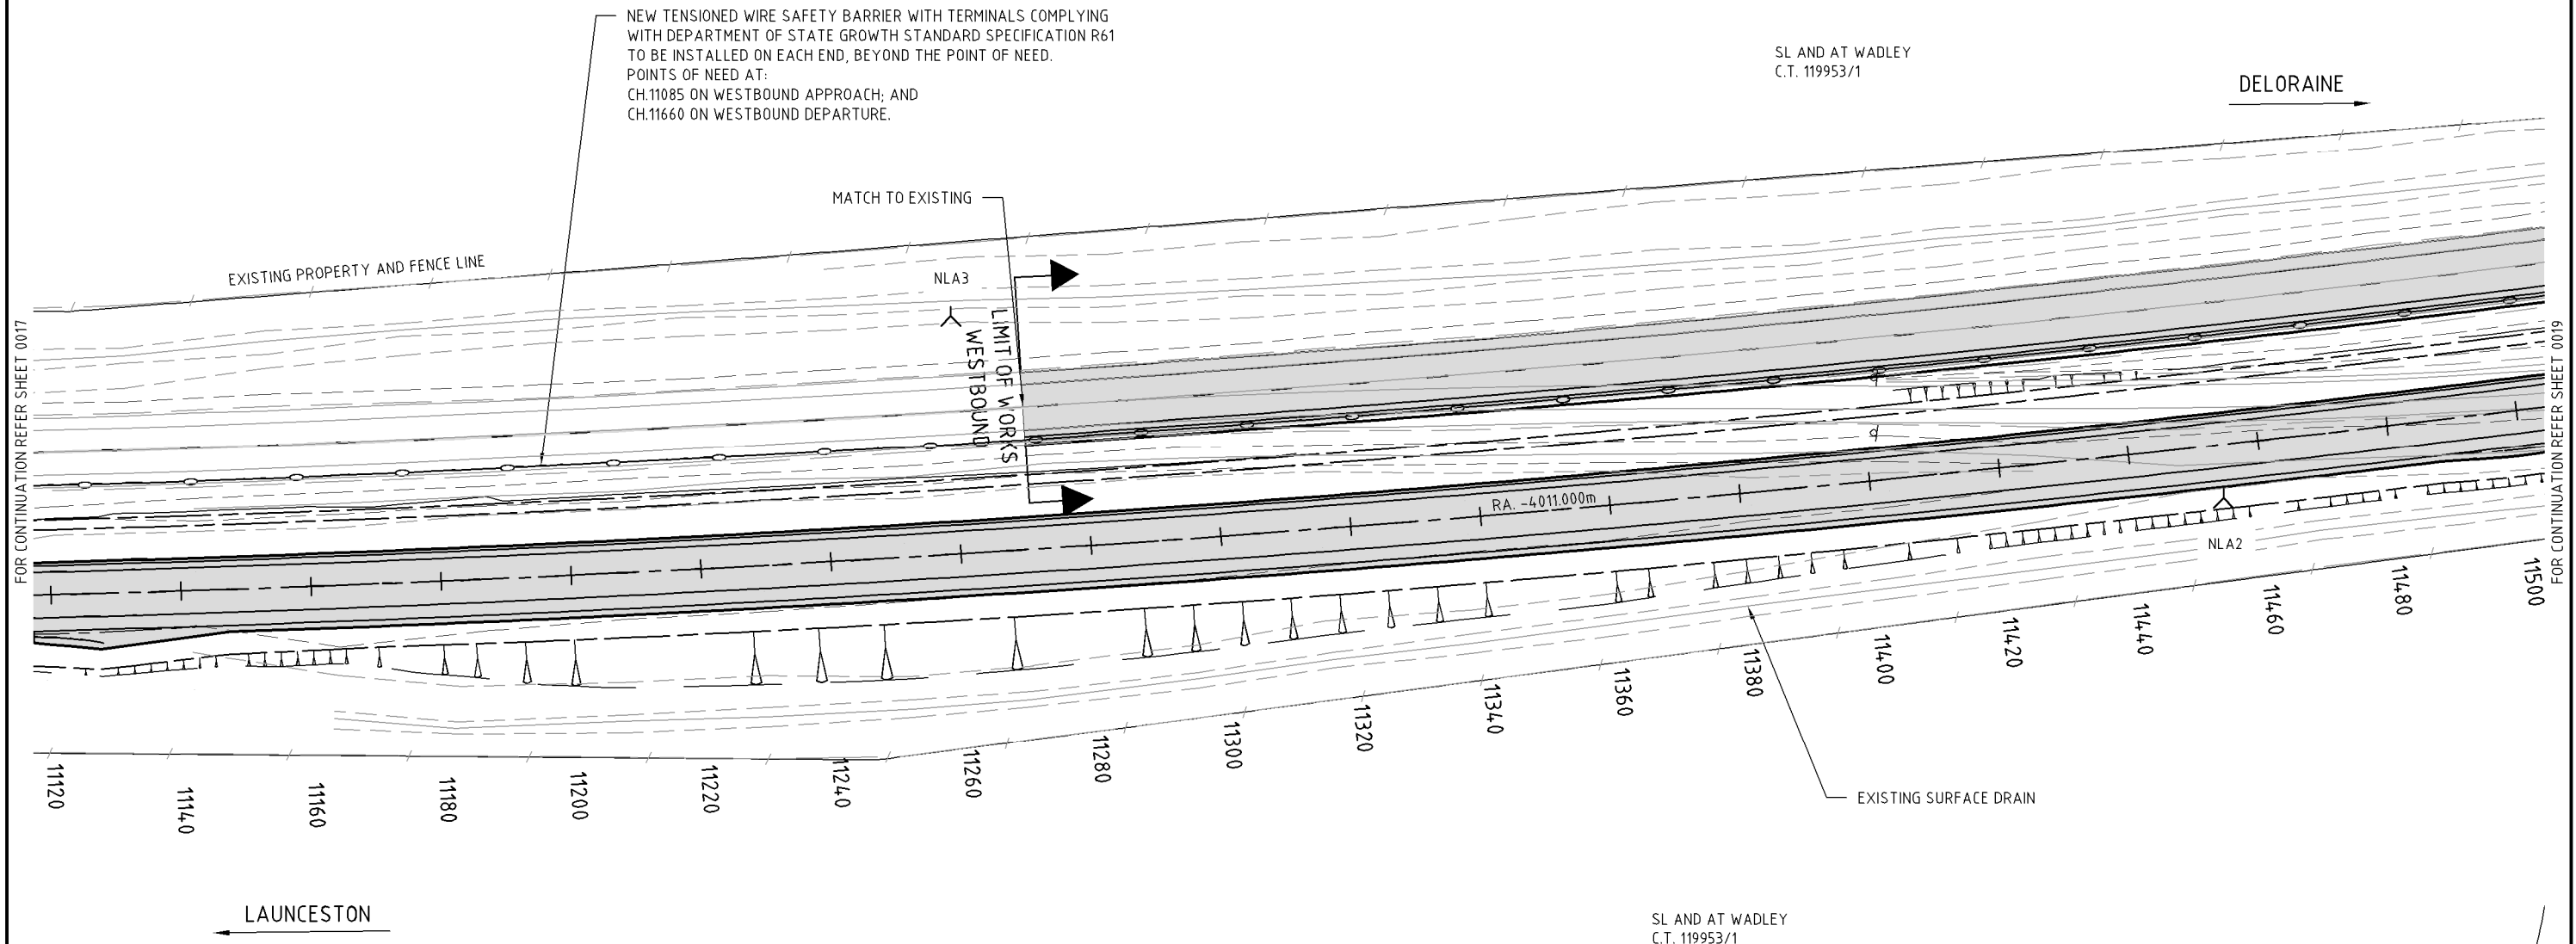 NEW TENSIONED WIRE SAFETY BARRIER WITH TERMINALS COMPLYING
WITH DEPARTMENT OF STATE GROWTH STANDARD SPECIFICATION R61
TO BE INSTALLED ON EACH END, BEYOND THE POINT OF NEED.
POINTS OF NEED AT:
CH.11085 ON WESTBOUND APPROACH; AND
CH.11660 ON WESTBOUND DEPARTURE.
SL AND AT WADLEY
C.T. 119953/1
DELORAINE
MATCH TO EXISTING
EXISTING PROPERTY AND FENCE LINE
NLA3
LIMIT OF WORKS
WESTBOUND
FOR CONTINUATION REFER SHEET 0017
FOR CONTINUATION REFER SHEET 0019
RA. -4011.000m
NLA2
11120
11140
11160
11180
11200
11220
11240
11260
11280
11300
11320
11340
11360
11380
11400
11420
11440
11460
11480
11500
EXISTING SURFACE DRAIN
LAUNCESTON
SL AND AT WADLEY
C.T. 119953/1